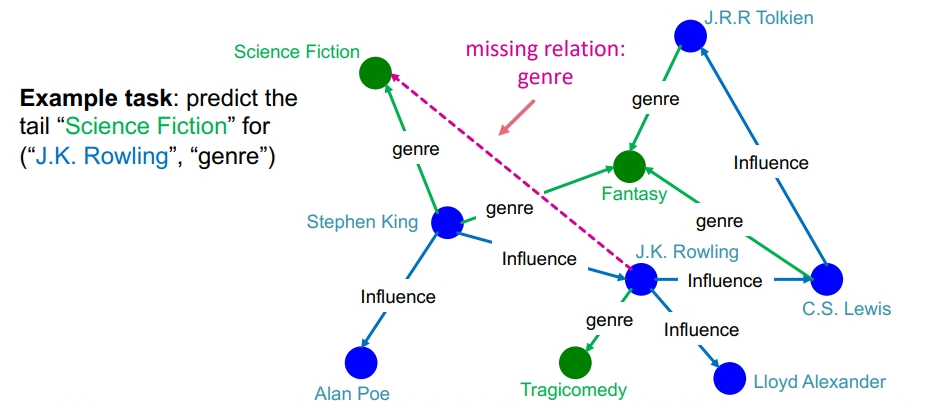 J.R.R Tolkien
Science Fiction
missing relation:
genre
Example task: predict the
tail “Science Fiction” for
(“J.K. Rowling”, “genre”)
genre
genre
Influence
Fantasy
genre
genre
Stephen King
J.K. Rowling
Influence
Influence
Influence
C.S. Lewis
genre
Influence
Alan Poe
Tragicomedy
Lloyd Alexander